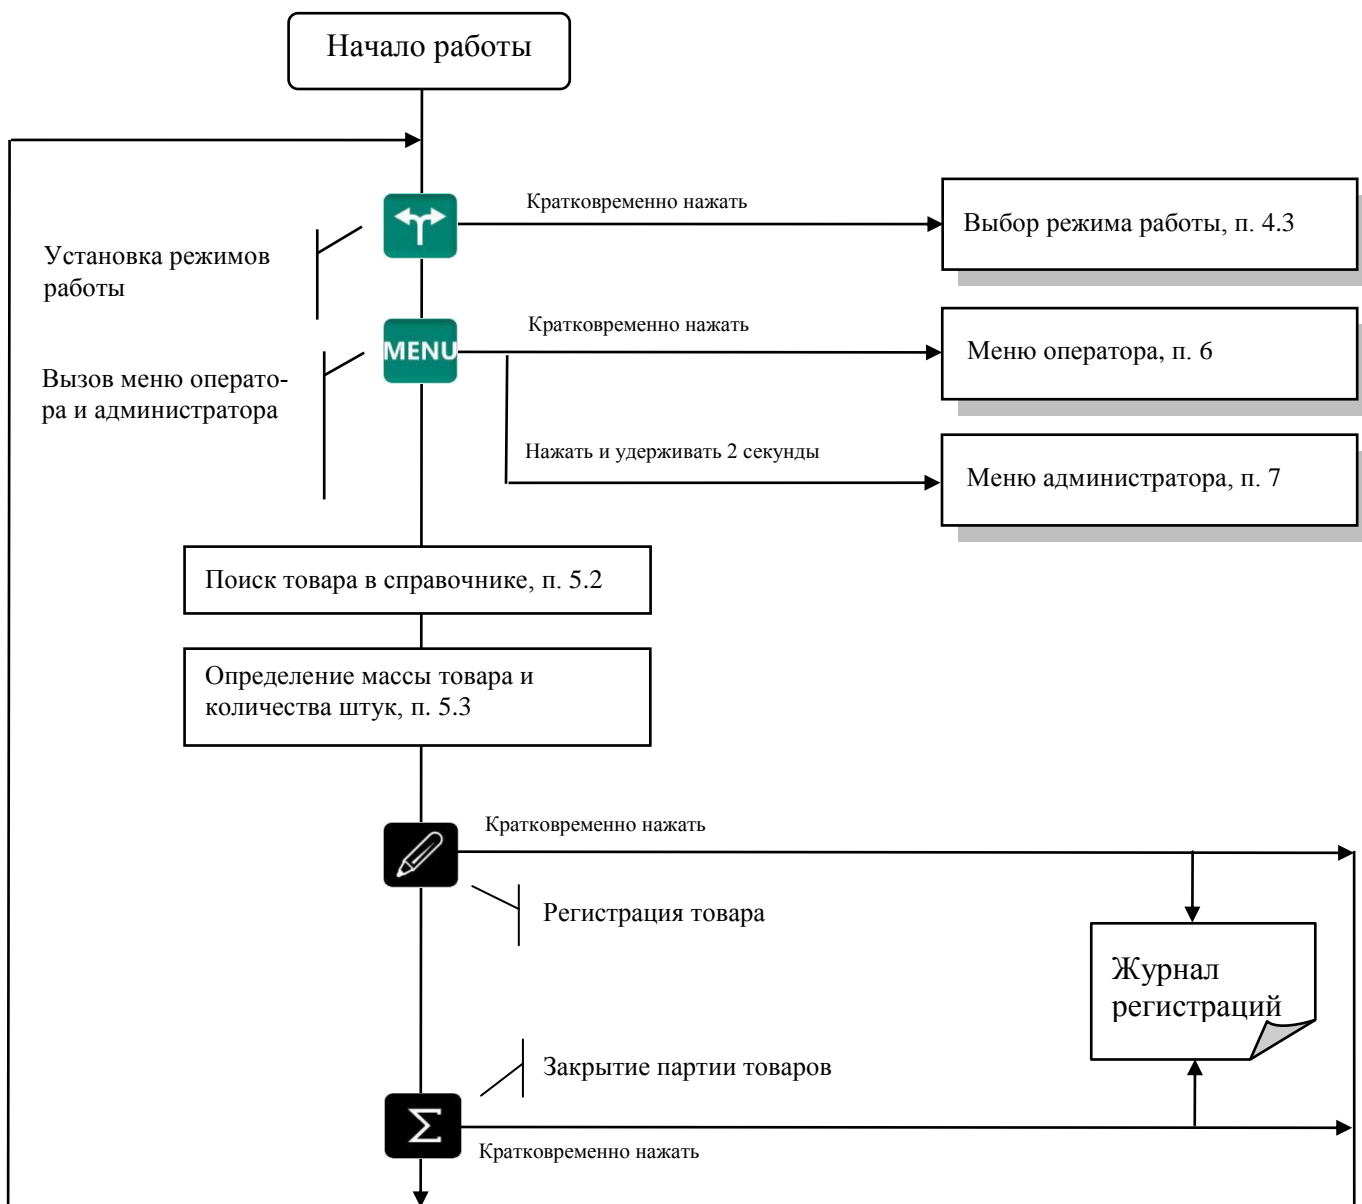 Начало работы
Кратковременно нажать
Выбор режима работы, п. 4.3
Установка режимов
работы
Кратковременно нажать
MENU
Меню оператора, п. 6
Вызов меню операто-
ра и администратора
Нажать и удерживать 2 секунды
Меню администратора, п. 7
Поиск товара в справочнике, п. 5.2
Определение массы товара и
количества штук, п. 5.3
Кратковременно нажать
Регистрация товара
Журнал
регистраций
Закрытие партии товаров
Σ
Кратковременно нажать